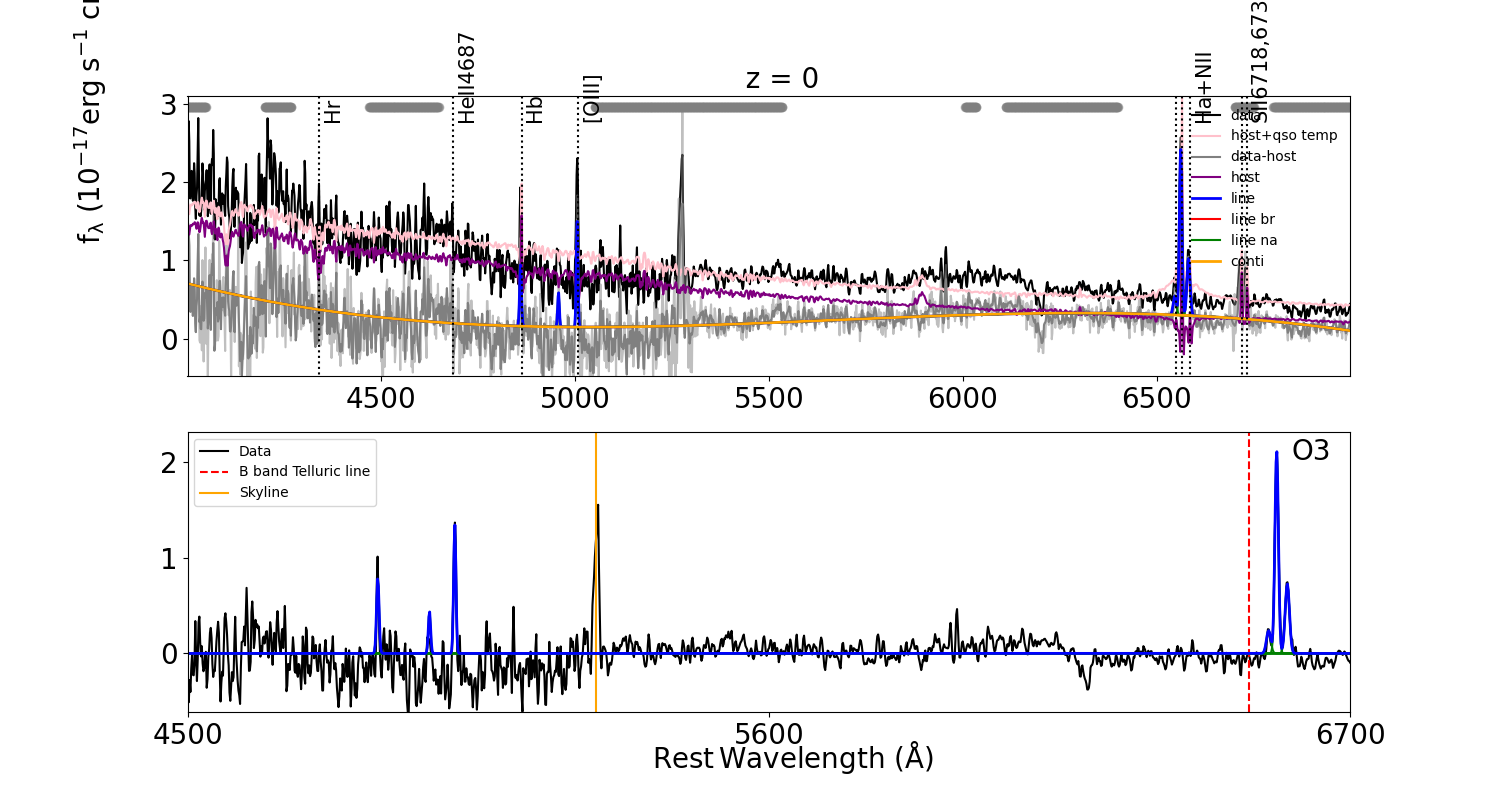 z = 0
f_λ (10^−17 erg s^−1 c
3
2
1
0
Hr
HeII4687
Hb
[OIII]
Ha+NII
SII6718,673
data
host+qso temp
data-host
host
line
line br
line na
conti
4500
5000
5500
6000
6500
2
1
0
Data
B band Telluric line
Skyline
O3
4500
5600
6700
Rest Wavelength (Å)